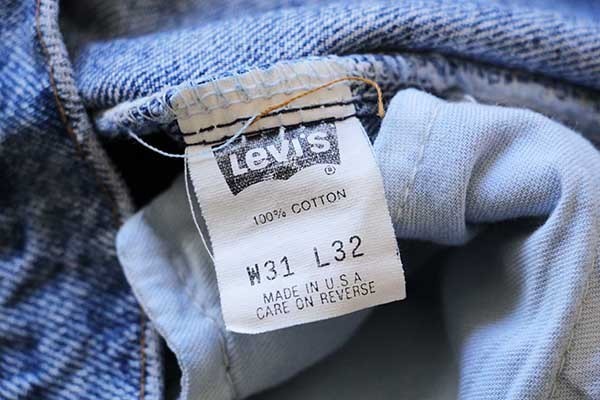 Levi's
®
100% COTTON
W31 L32
MADE IN U.S.A
CARE ON REVERSE